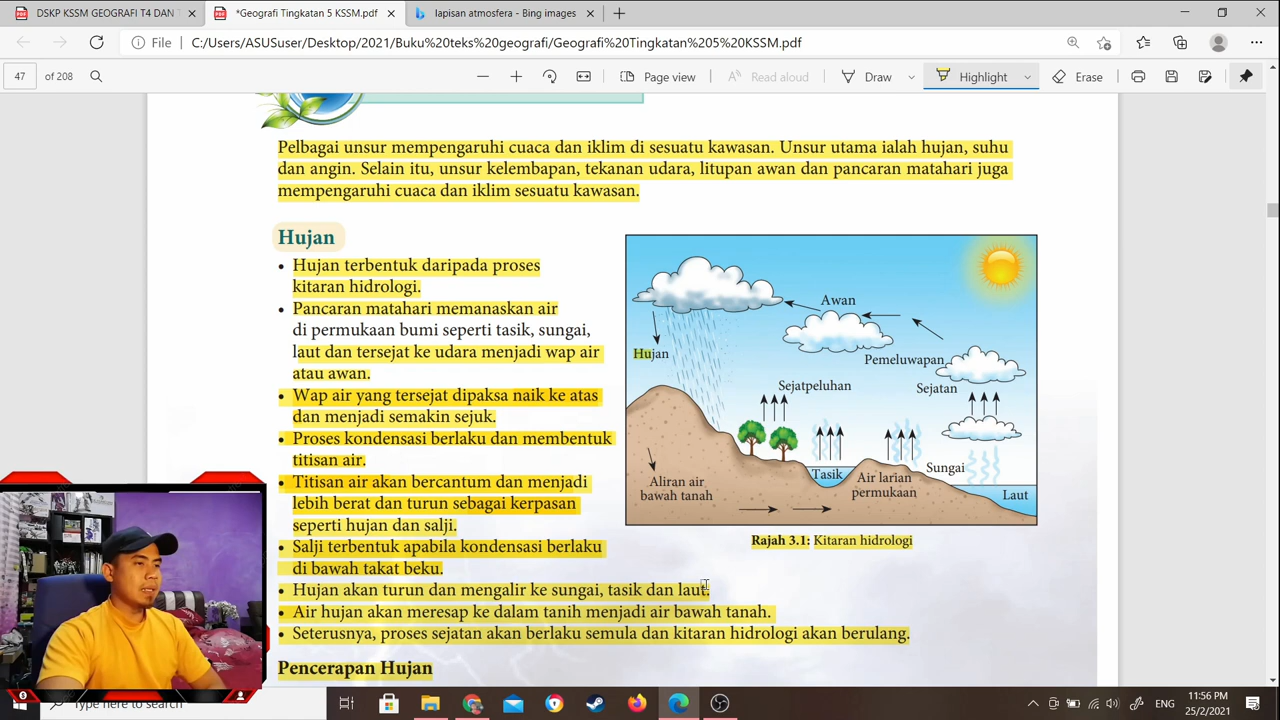 DSKP KSSM GEOGRAFI T4 DAN
*Geografi Tingkatan 5 KSSM.pdf
lapisan atmosfera - Bing images
File
C:/Users/ASUSuser/Desktop/2021/Buku%20teks%20geografi/Geografi%20Tingkatan%205%20KSSM.pdf
47 of 208
Page view
Read aloud
Draw
Highlight
Erase
Pelbagai unsur mempengaruhi cuaca dan iklim di sesuatu kawasan. Unsur utama ialah hujan, suhu
dan angin. Selain itu, unsur kelembapan, tekanan udara, litupan awan dan pancaran matahari juga
mempengaruhi cuaca dan iklim sesuatu kawasan.
Hujan
• Hujan terbentuk daripada proses
kitaran hidrologi.
• Pancaran matahari memanaskan air
di permukaan bumi seperti tasik, sungai,
laut dan tersejat ke udara menjadi wap air
atau awan.
• Wap air yang tersejat dipaksa naik ke atas
dan menjadi semakin sejuk.
• Proses kondensasi berlaku dan membentuk
titisan air.
• Titisan air akan bercantum dan menjadi
lebih berat dan turun sebagai kerpasan
seperti hujan dan salji.
• Salji terbentuk apabila kondensasi berlaku
di bawah takat beku.
• Hujan akan turun dan mengalir ke sungai, tasik dan laut.
• Air hujan akan meresap ke dalam tanih menjadi air bawah tanah.
• Seterusnya, proses sejatan akan berlaku semula dan kitaran hidrologi akan berulang.
Pencerapan Hujan
Awan
Hujan
Pemeluwapan
Sejatpeluhan
Sejatan
Sungai
Tasik
Aliran air
bawah tanah
Air larian
permukaan
Laut
Rajah 3.1: Kitaran hidrologi
Type here to search
ENG
11:56 PM
25/2/2021